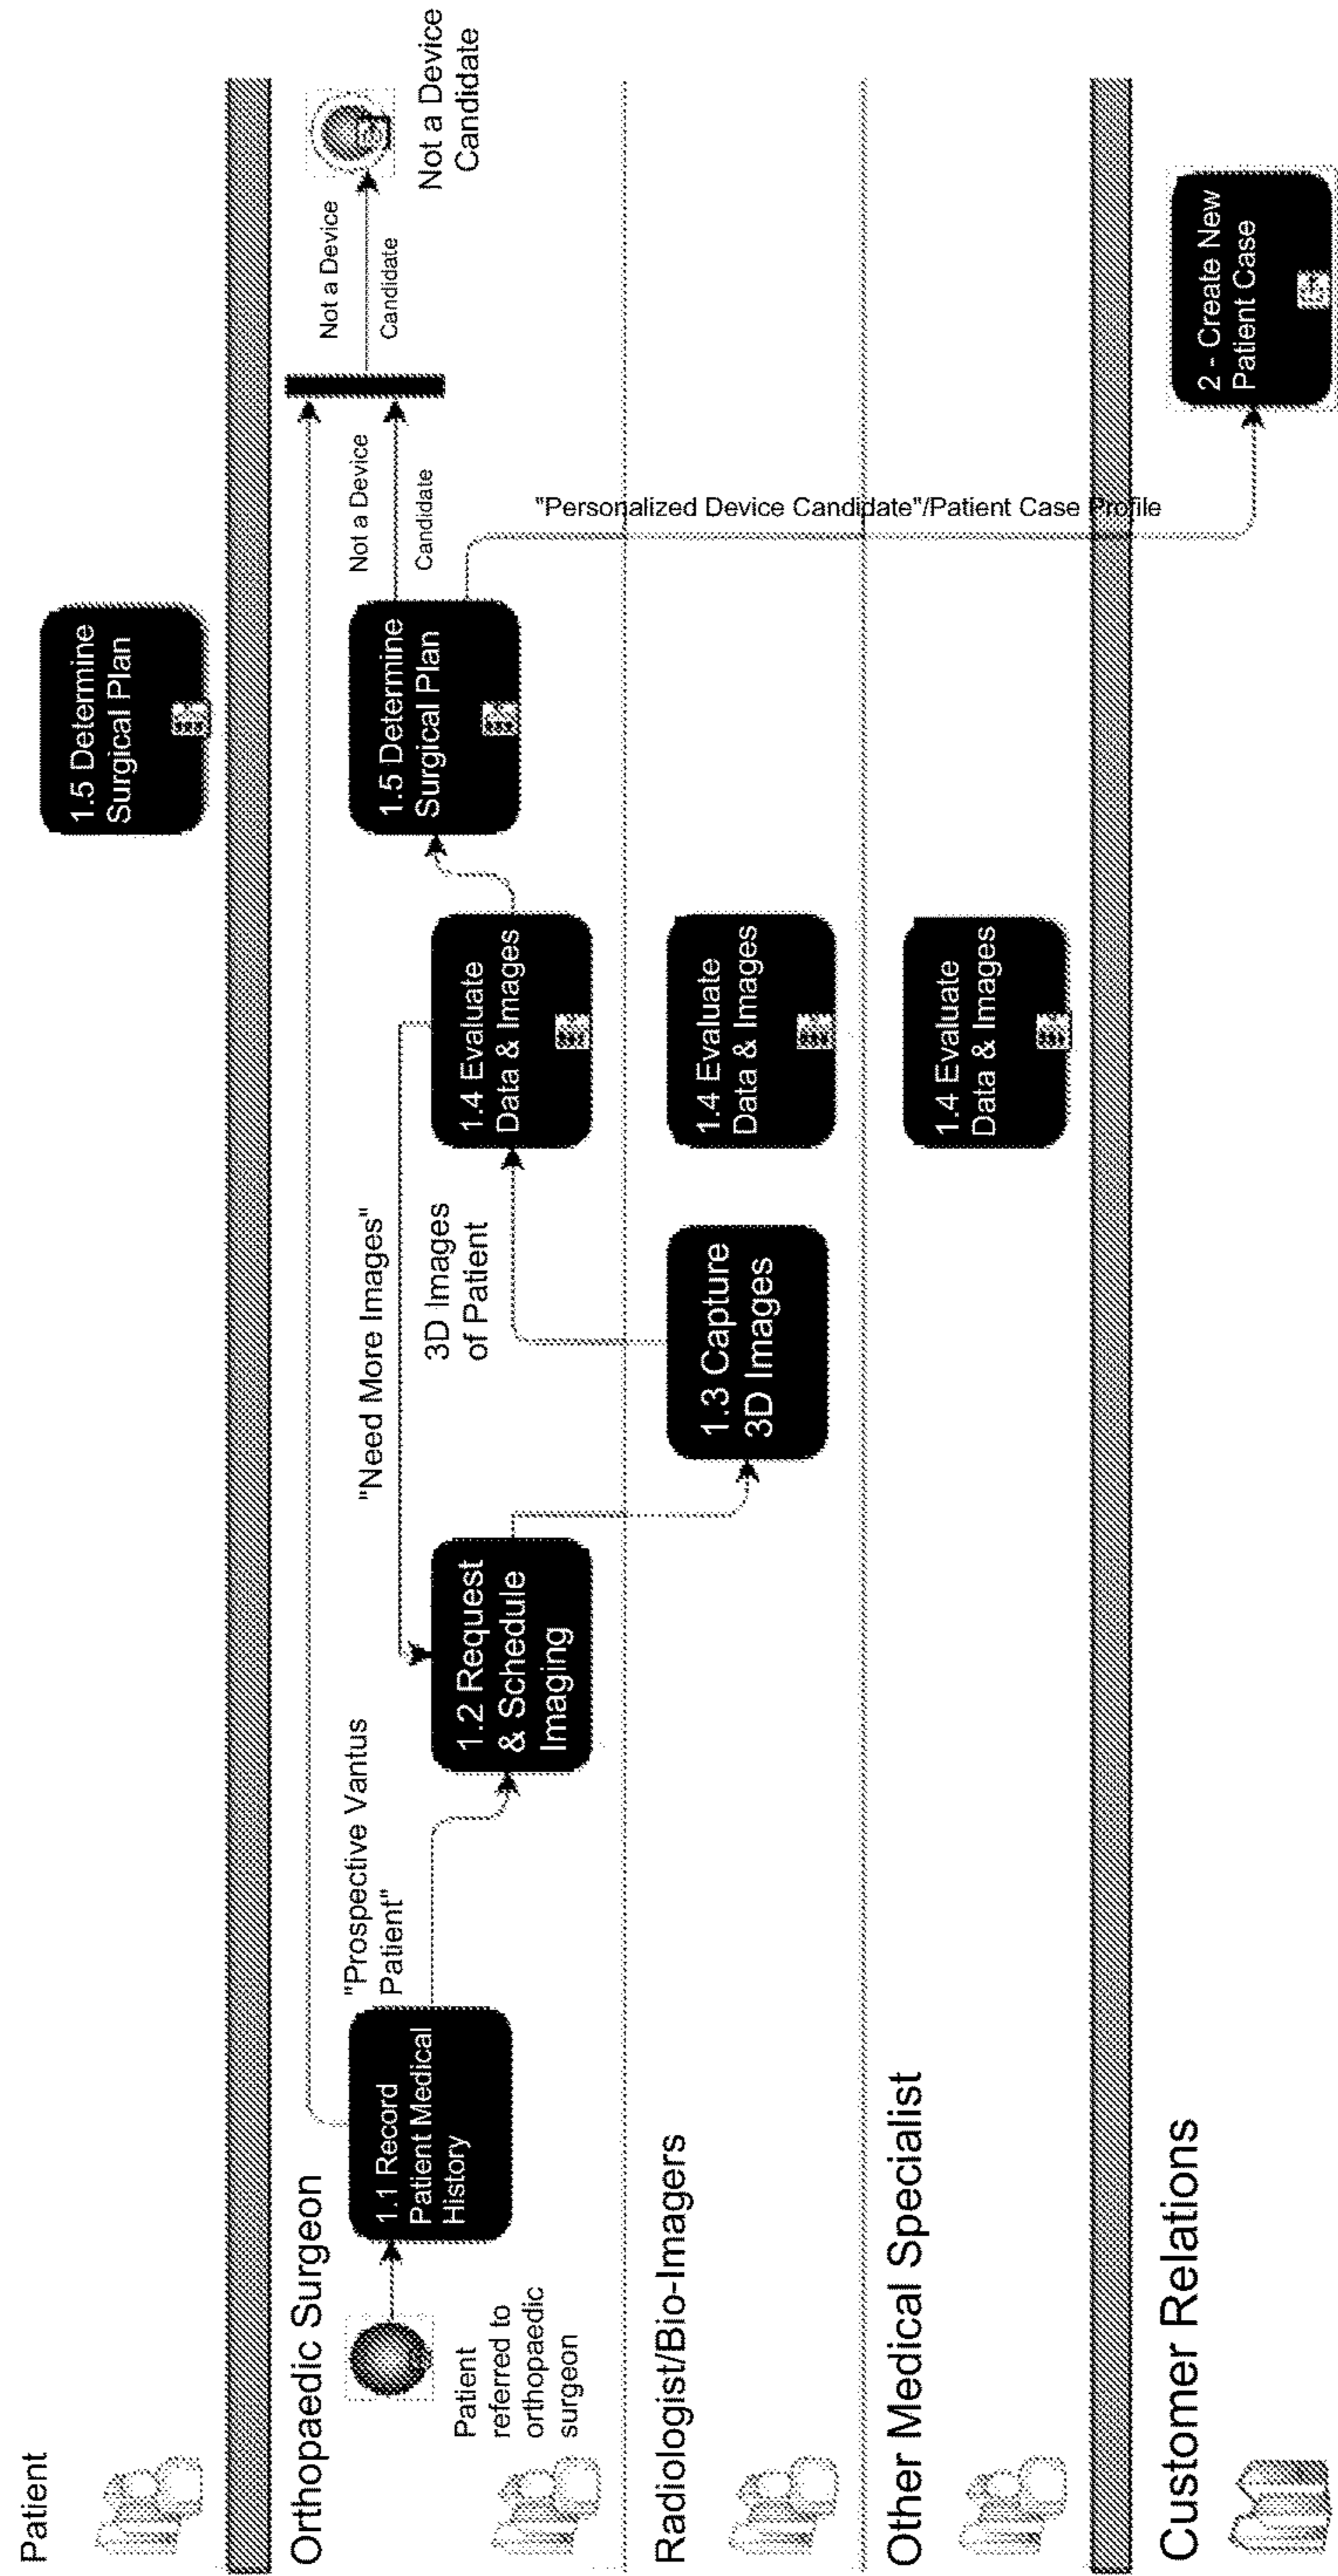 Patient
1.5 Determine
Surgical Plan
Orthopaedic Surgeon
Patient
referred to
orthopaedic
surgeon
1.1 Record
Patient Medical
History
"Prospective Vantus
Patient"
1.2 Request
& Schedule
Imaging
"Need More Images"
3D Images
of Patient
1.4 Evaluate
Data & Images
1.5 Determine
Surgical Plan
Not a Device
Candidate
Not a Device
Candidate
Not a Device
Candidate
"Personalized Device Candidate"/Patient Case Profile
Radiologist/Bio-Imagers
1.3 Capture
3D Images
1.4 Evaluate
Data & Images
Other Medical Specialist
1.4 Evaluate
Data & Images
Customer Relations
2 - Create New
Patient Case